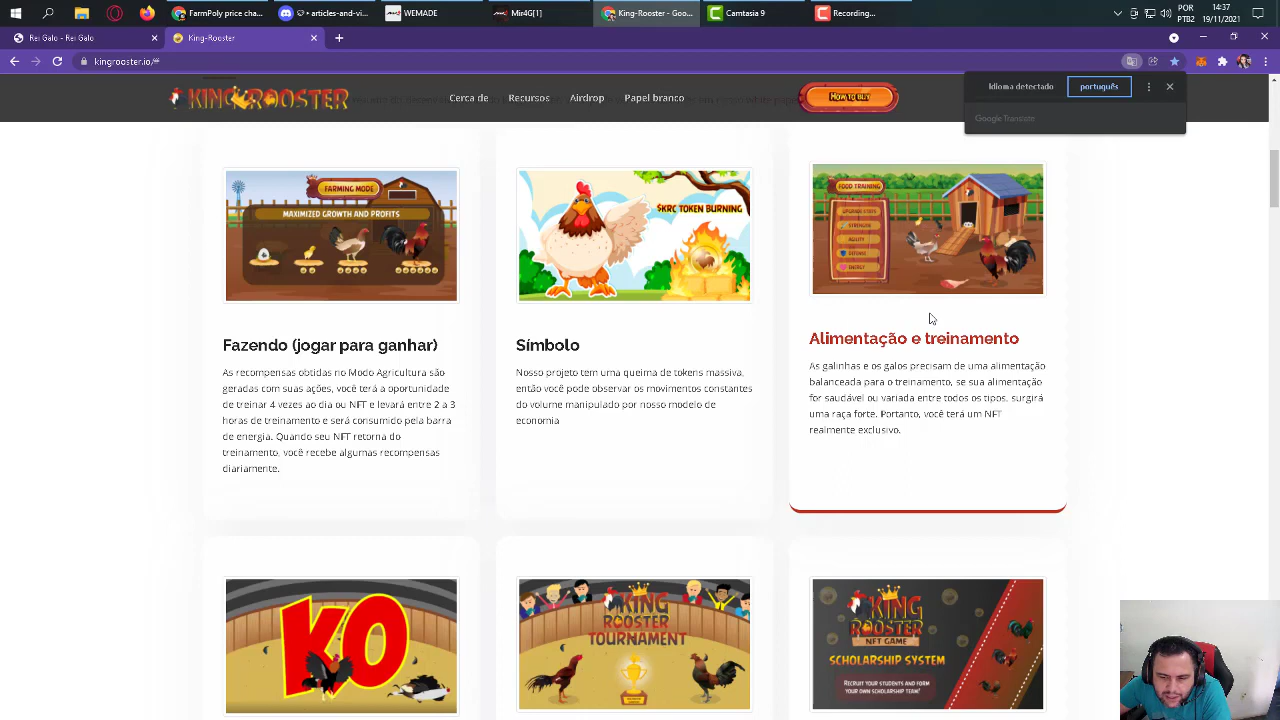 FarmPoly
Discord
WEMADE
Mir4G[1]
King-Rooster - Goo...
Camtasia
Recording...
POR
PTB2
14:37
19/11/2021
Rei Galo - Rei Galo
King-Rooster
kingrooster.io/#
Idioma detectado
português
Google Translate
KING ROOSTER
Cerca de
Recursos
Airdrop
Papel branco
HOW TO BUY
FARMING MODE
MAXIMIZED GROWTH AND PROFITS
$KRC TOKEN BURNING
FOOD TRAINING
UPGRADE STATS
STRENGTH
AGILITY
DEFENSE
ENERGY
Fazendo (jogar para ganhar)
As recompensas obtidas no Modo Agricultura são
geradas com suas ações, você terá a oportunidade
de treinar 4 vezes ao dia ou NFT e levará entre 2 a 3
horas de treinamento e será consumido pela barra
de energia. Quando seu NFT retorna do
treinamento, você recebe algumas recompensas
diariamente.
Símbolo
Nosso projeto tem uma queima de tokens massiva,
então você pode observar os movimentos constantes
do volume manipulado por nosso modelo de
economia
Alimentação e treinamento
As galinhas e os galos precisam de uma alimentação
balanceada para o treinamento, se sua alimentação
for saudável ou variada entre todos os tipos, surgirá
uma raça forte. Portanto, você terá um NFT
realmente exclusivo.
KO
KING
ROOSTER
TOURNAMENT
KING
ROOSTER
NFT GAME
SCHOLARSHIP SYSTEM
RECRUIT YOUR STUDENTS AND FORM
YOUR OWN SCHOLARSHIP TEAM!